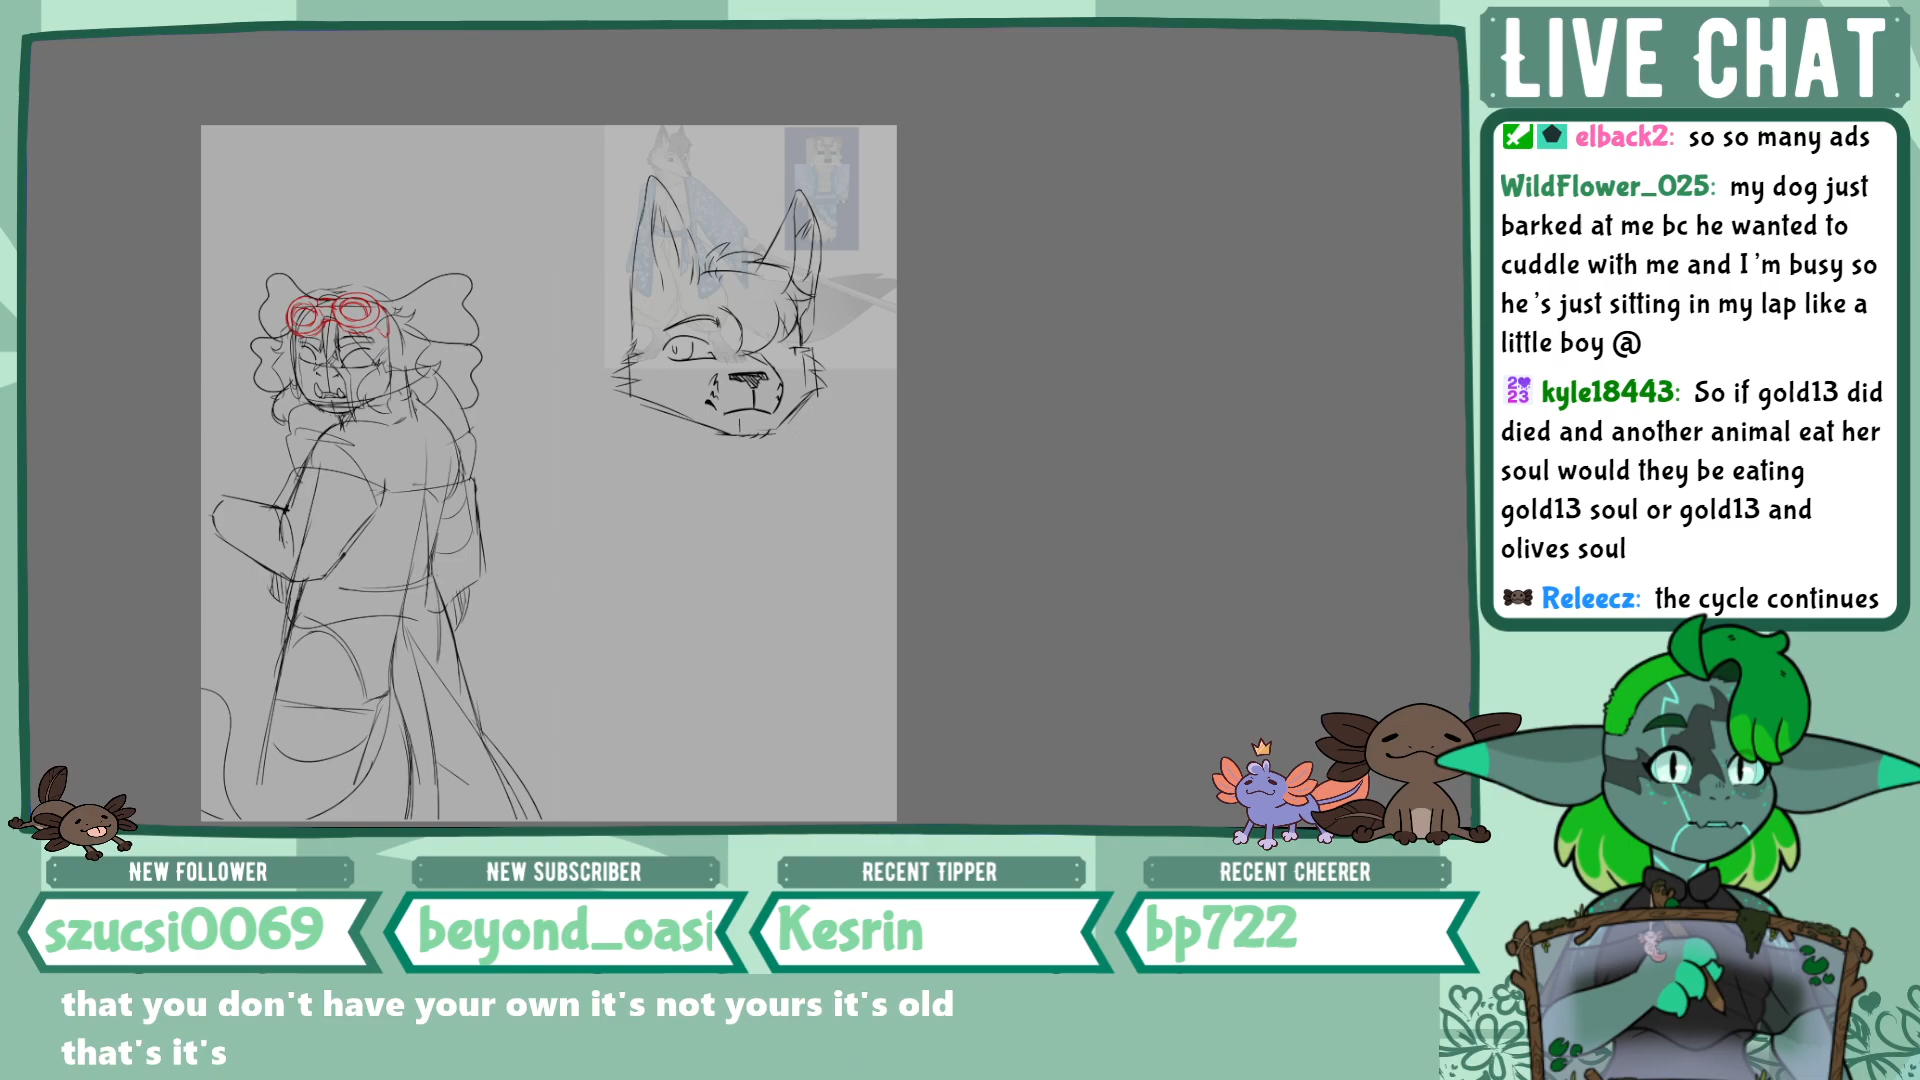 LIVE CHAT
elback2: so so many ads
WildFlower_025: my dog just
barked at me bc he wanted to
cuddle with me and I'm busy so
he's just sitting in my lap like a
little boy @
2 23 kyle18443: So if gold13 did
died and another animal eat her
soul would they be eating
gold13 soul or gold13 and
olives soul
Releecz: the cycle continues
NEW FOLLOWER
szucsi0069
NEW SUBSCRIBER
beyond_oasi
RECENT TIPPER
Kesrin
RECENT CHEERER
bp722
that you don't have your own it's not yours it's old
that's it's